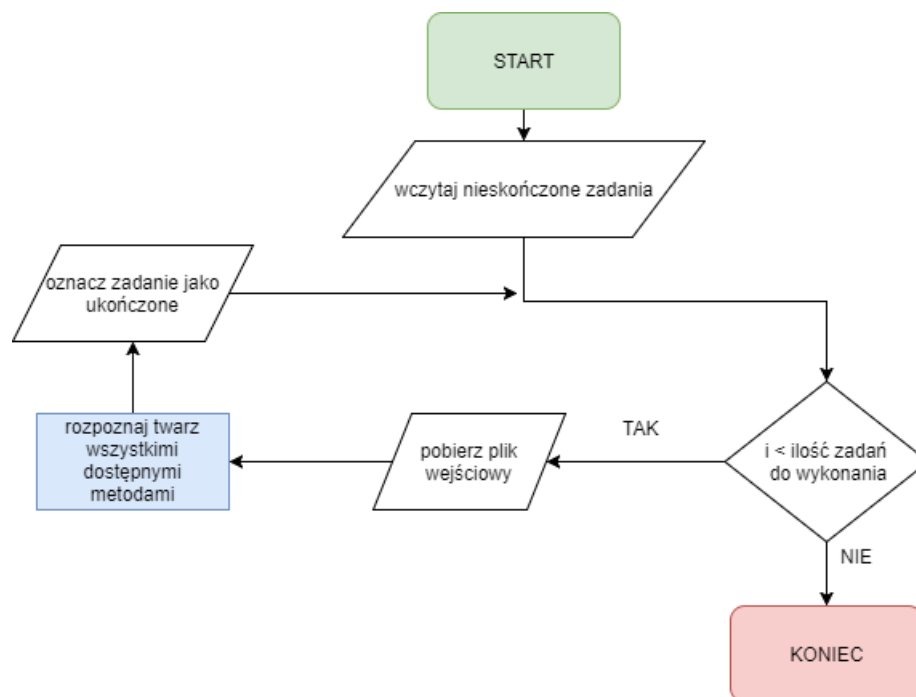 START
wczytaj nieskończone zadania
oznacz zadanie jako
ukończone
rozpoznaj twarz
wszystkimi
dostępnymi
metodami
pobierz plik
wejściowy
TAK
i < ilość zadań
do wykonania
NIE
KONIEC